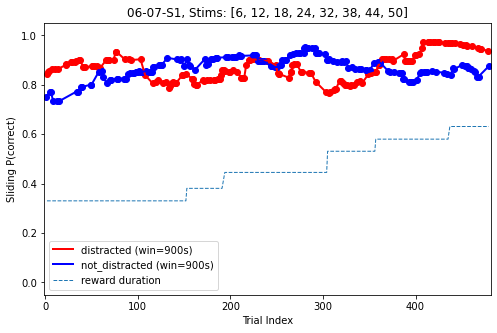 06-07-S1, Stims: [6, 12, 18, 24, 32, 38, 44, 50]
1.0
0.8
0.6
0.4
0.2
0.0
Sliding P(correct)
distracted (win=900s)
not_distracted (win=900s)
reward duration
0 100 200 300 400
Trial Index